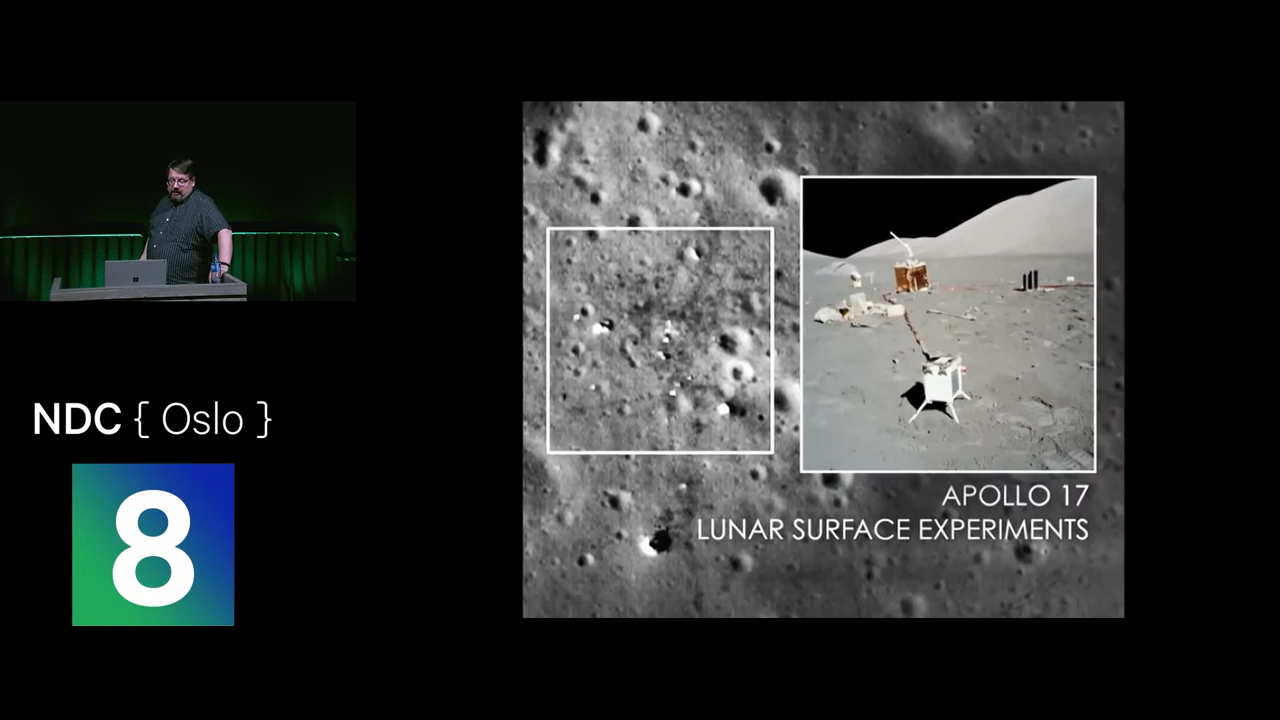 NDC { Oslo }
8
APOLLO 17
LUNAR SURFACE EXPERIMENTS